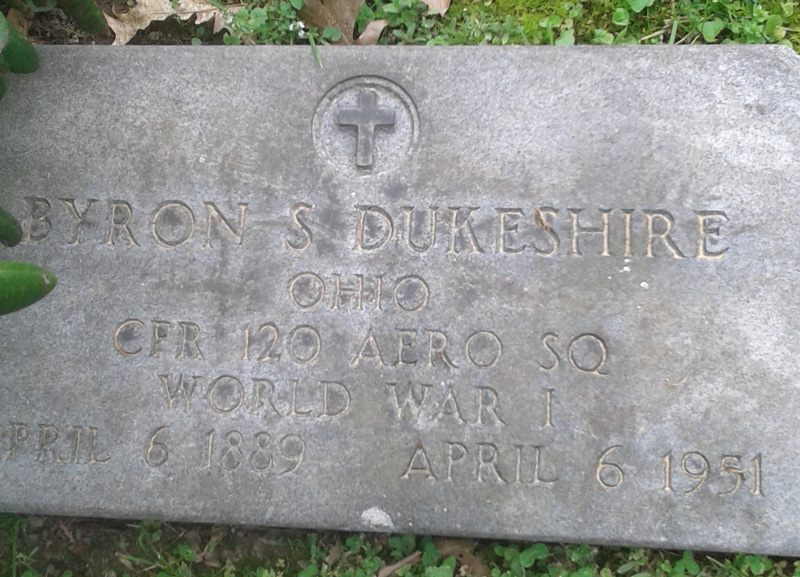 BYRON S DUKESHIRE
OHIO
CFR 120 AERO SQ
WORLD WAR I
PRIL 6 1889 APRIL 6 1951